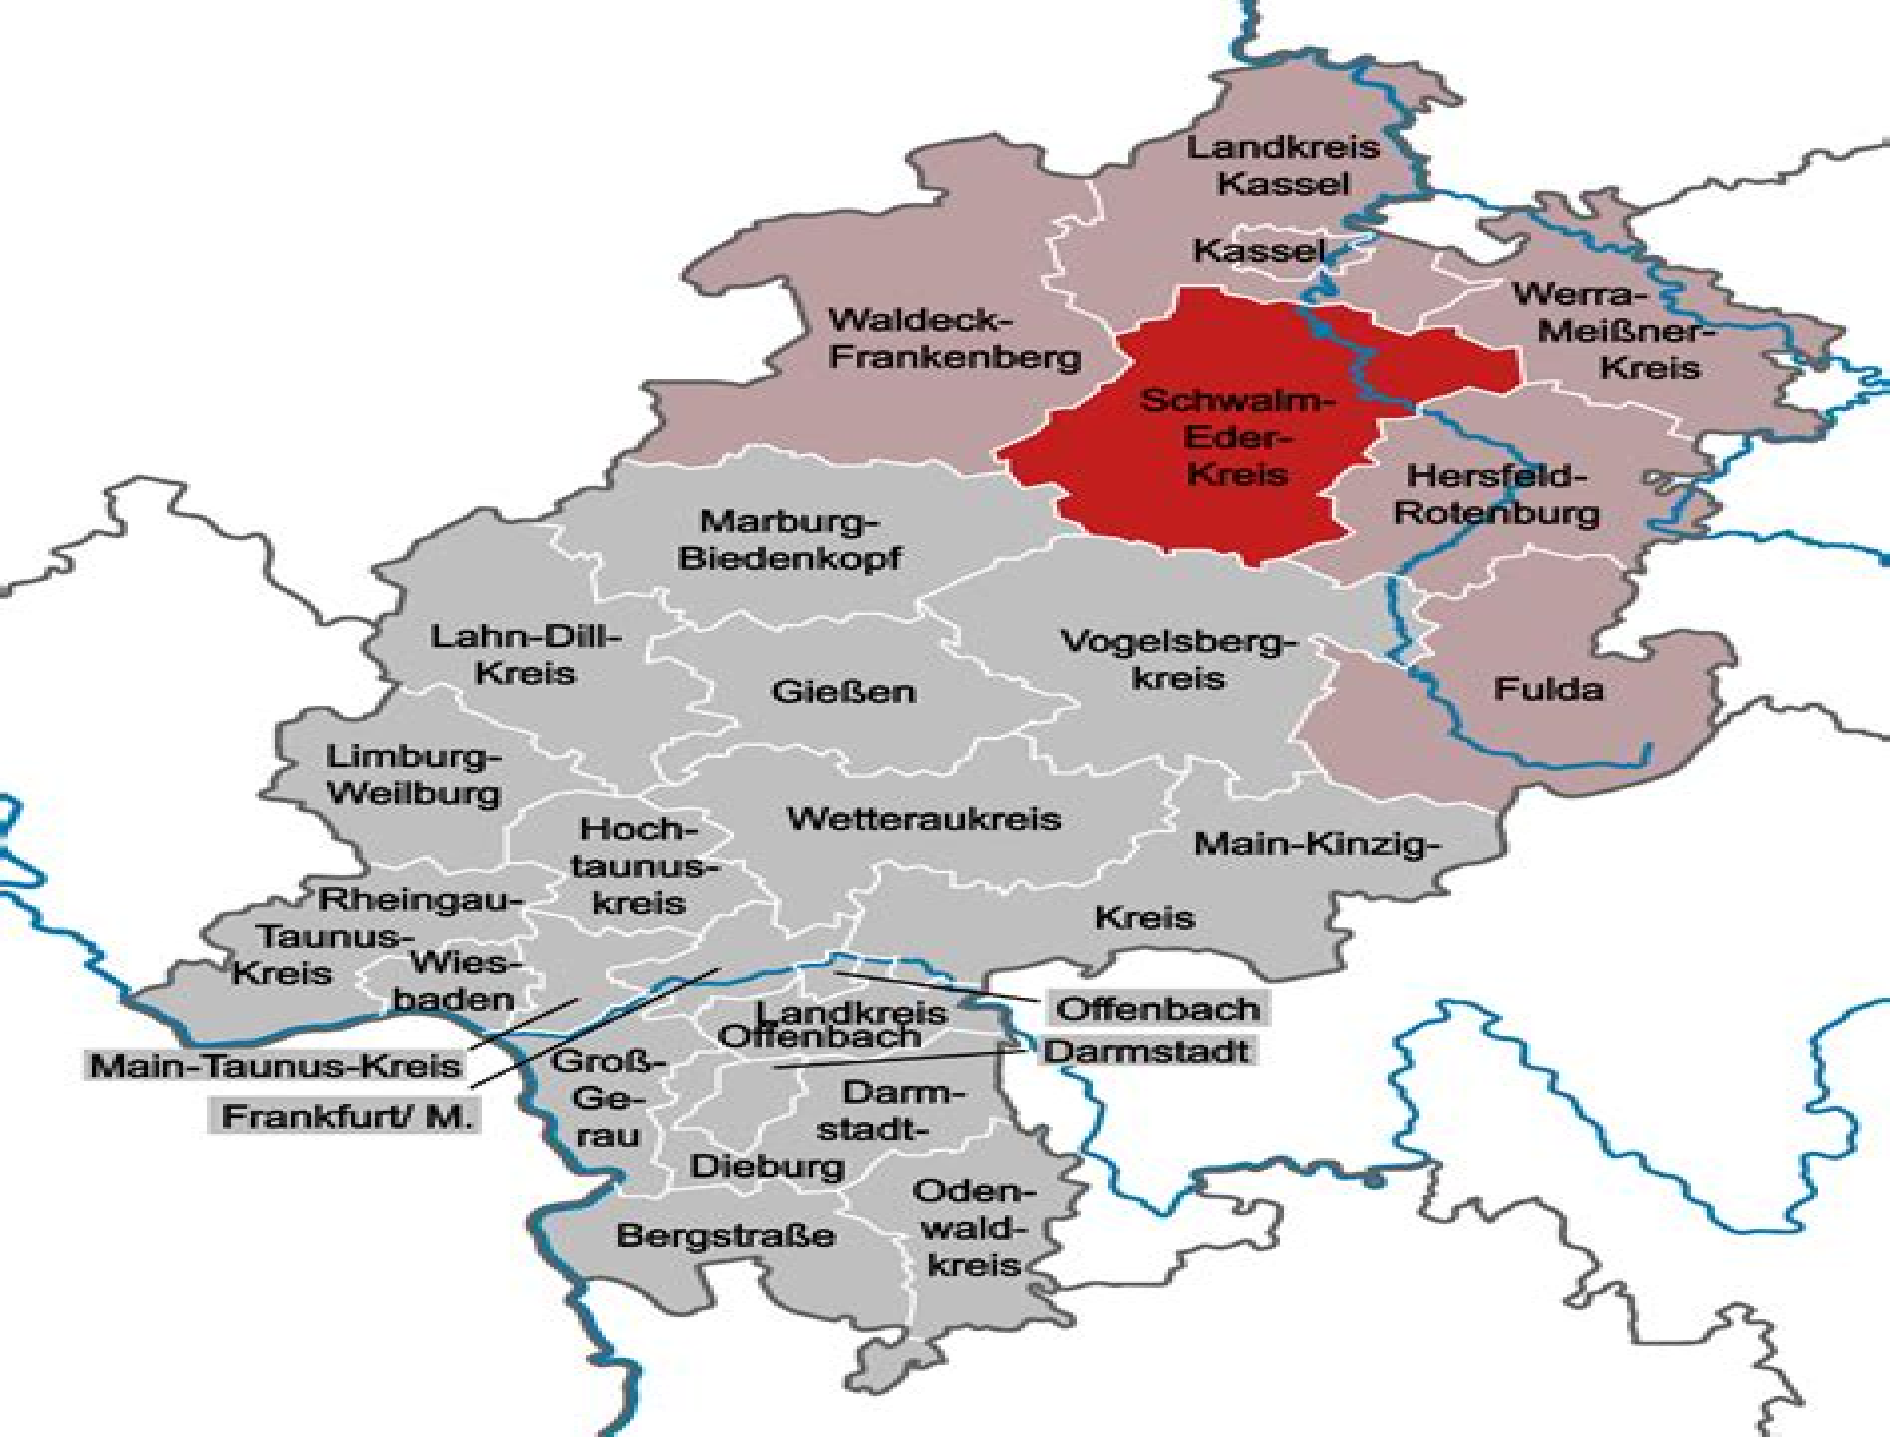 Landkreis
Kassel
Kassel
Waldeck-
Frankenberg
Werra-
Meißner-
Kreis
Schwalm-
Eder-
Kreis
Hersfeld-
Rotenburg
Marburg-
Biedenkopf
Lahn-Dill-
Kreis
Gießen
Vogelsberg-
kreis
Fulda
Limburg-
Weilburg
Hoch-
taunus-
kreis
Wetteraukreis
Main-Kinzig-
Kreis
Rheingau-
Taunus-
Kreis
Wies-
baden
Landkreis
Offenbach
Offenbach
Darmstadt
Main-Taunus-Kreis
Frankfurt/ M.
Groß-
Ge-
rau
Darm-
stadt-
Dieburg
Oden-
wald-
kreis
Bergstraße